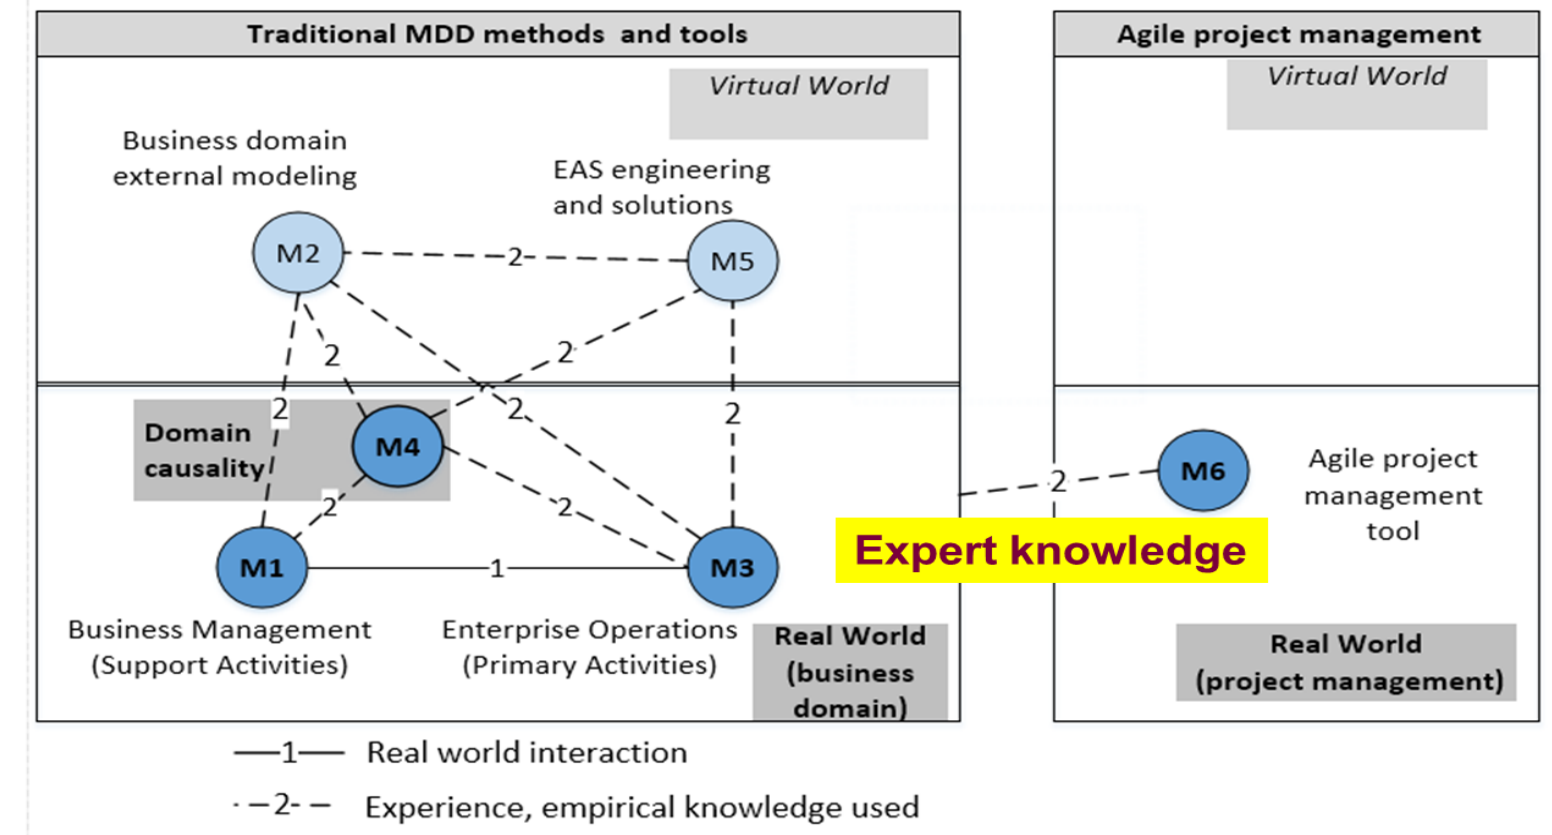 Traditional MDD methods and tools
Agile project management
Virtual World
Virtual World
Business domain
external modeling
EAS engineering
and solutions
M2
2
M5
2
2
2
2
2
Domain
causality
M4
M6
2
Agile project
management
tool
2
2
Expert knowledge
M1
1
M3
Business Management
(Support Activities)
Enterprise Operations
(Primary Activities)
Real World
(business
domain)
Real World
(project management)
1 Real world interaction
2 Experience, empirical knowledge used